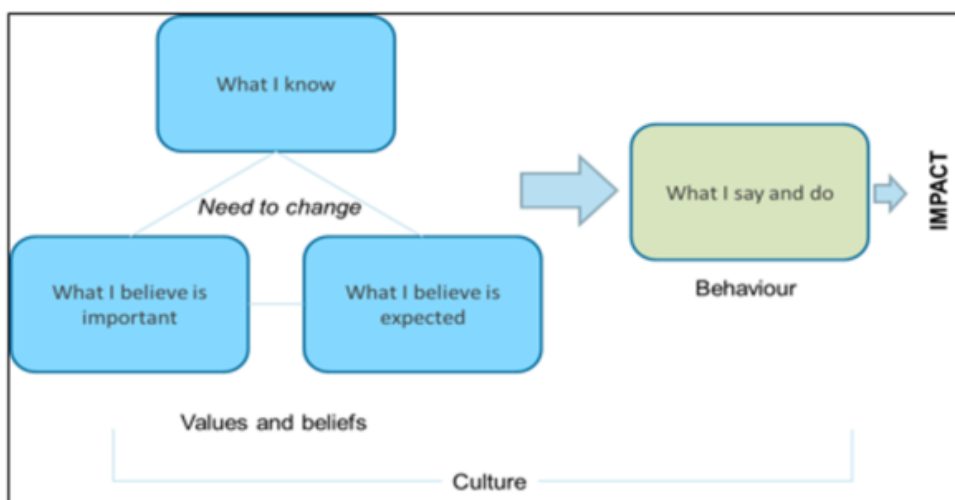 What I know
Need to change
What I believe is
important
What I believe is
expected
Values and beliefs
What I say and do
Behaviour
IMPACT
Culture